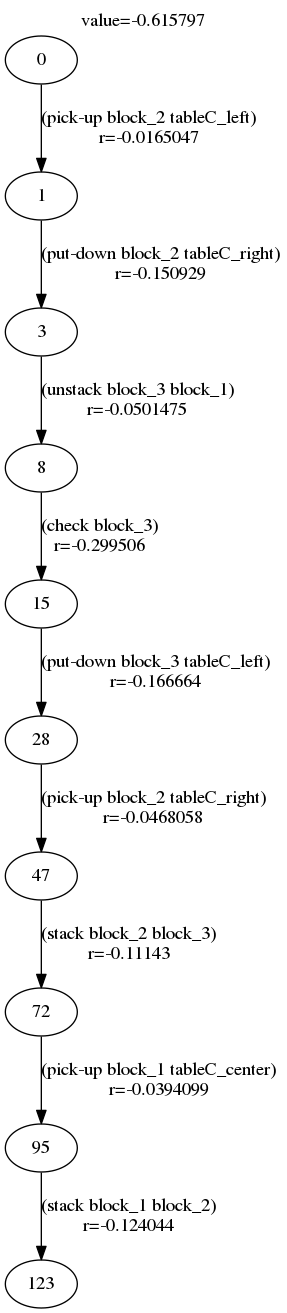 value=-0.615797
0
(pick-up block_2 tableC_left)
r=-0.0165047
1
(put-down block_2 tableC_right)
r=-0.150929
3
(unstack block_3 block_1)
r=-0.0501475
8
(check block_3)
r=-0.299506
15
(put-down block_3 tableC_left)
r=-0.166664
28
(pick-up block_2 tableC_right)
r=-0.0468058
47
(stack block_2 block_3)
r=-0.11143
72
(pick-up block_1 tableC_center)
r=-0.0394099
95
(stack block_1 block_2)
r=-0.124044
123